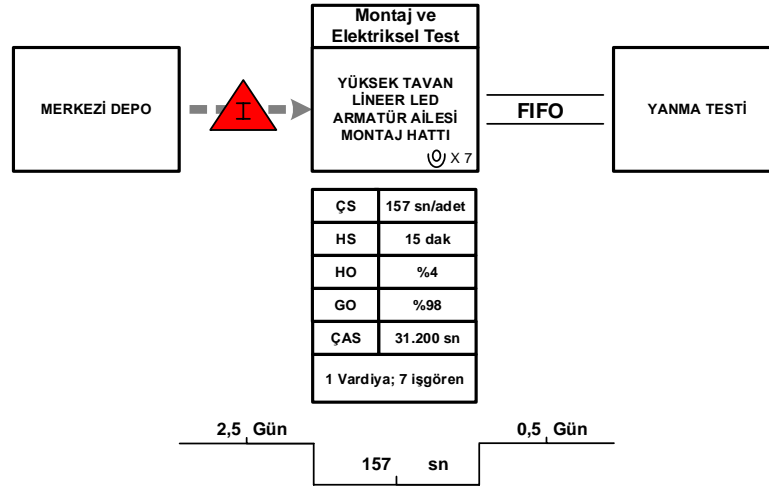 Montaj ve
Elektriksel Test
MERKEZİ DEPO
I
YÜKSEK TAVAN
LİNEER LED
ARMATÜR AİLESİ
MONTAJ HATTI
X 7
FIFO
YANMA TESTİ
ÇS 157 sn/adet
HS 15 dak
HO %4
GO %98
ÇAS 31.200 sn
1 Vardiya; 7 işgören
2,5 Gün
0,5 Gün
157 sn